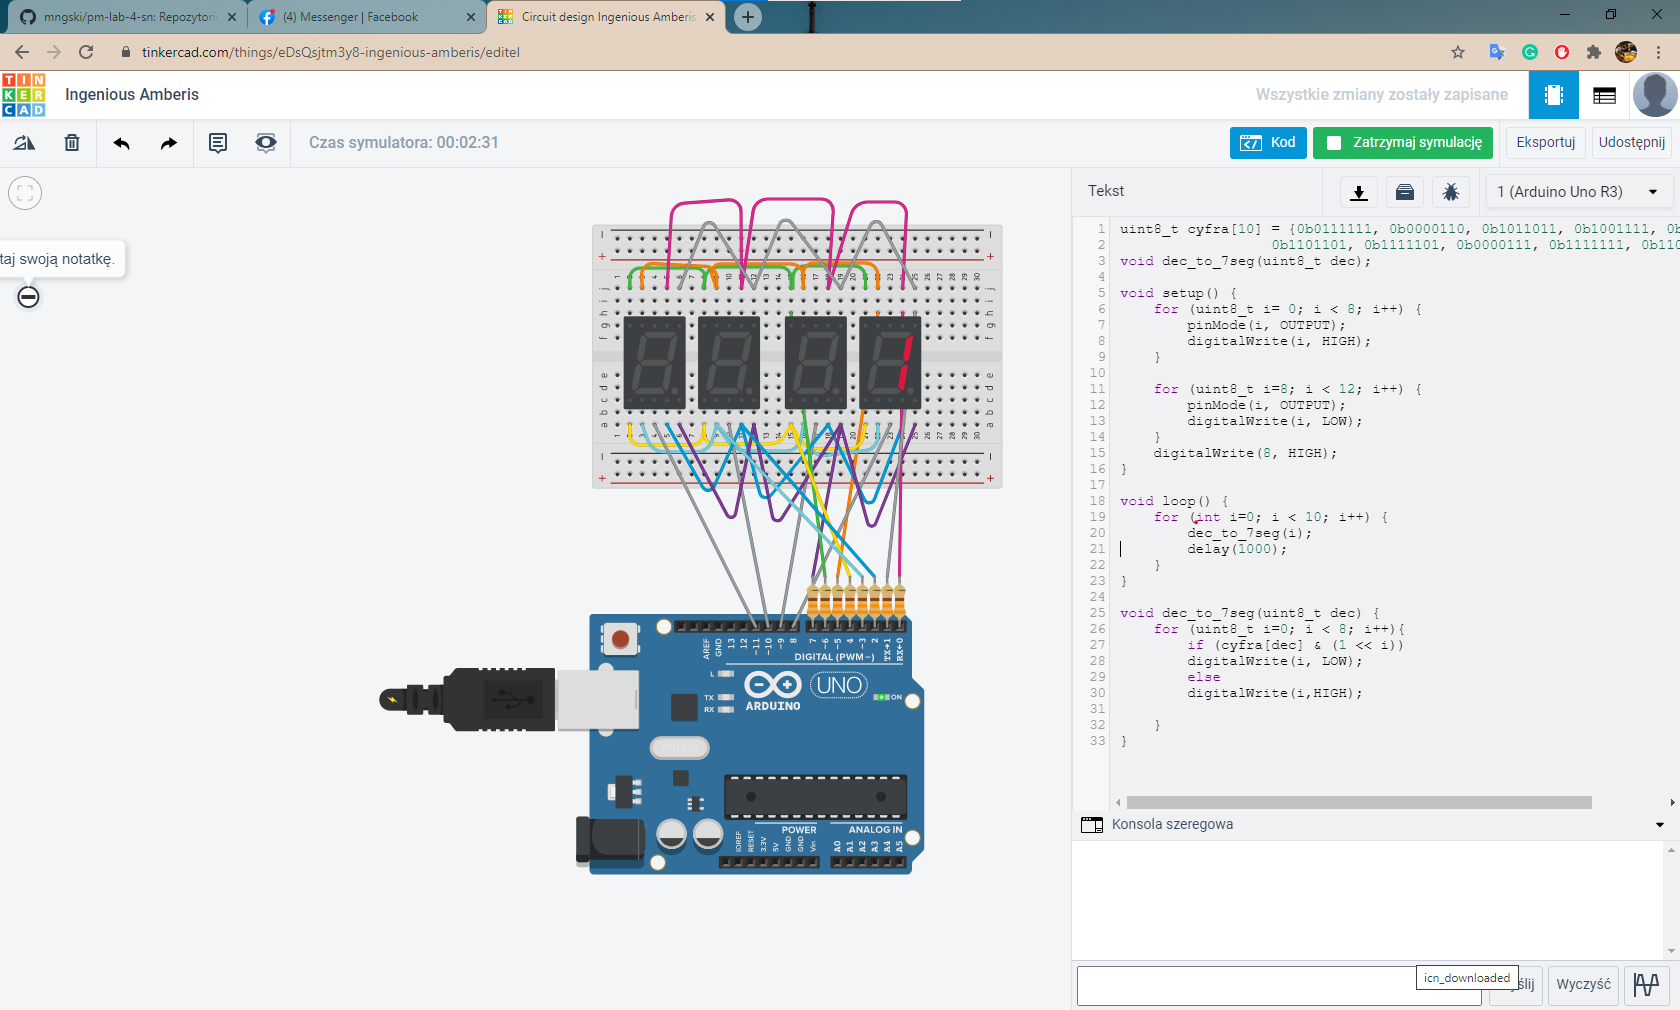 mngski/pm-lab-4-sn: Repozytori
(4) Messenger | Facebook
Circuit design Ingenious Amberis
tinkercad.com/things/eDsQsjtm3y8-ingenious-amberis/editel
TIN
KER
CAD
Ingenious Amberis
Wszystkie zmiany zostały zapisane
Czas symulatora: 00:02:31
Kod
Zatrzymaj symulację
Eksportuj
Udostępnij
taj swoją notatkę.
Tekst
1 (Arduino Uno R3)
1 uint8_t cyfra[10] = {0b0111111, 0b0000110, 0b1011011, 0b1001111, 0b
2 0b1101101, 0b1111101, 0b0000111, 0b1111111, 0b110
3 void dec_to_7seg(uint8_t dec);
4
5 void setup() {
6 for (uint8_t i= 0; i < 8; i++) {
7 pinMode(i, OUTPUT);
8 digitalWrite(i, HIGH);
9 }
10
11 for (uint8_t i=8; i < 12; i++) {
12 pinMode(i, OUTPUT);
13 digitalWrite(i, LOW);
14 }
15 digitalWrite(8, HIGH);
16 }
17
18 void loop() {
19 for (int i=0; i < 10; i++) {
20 dec_to_7seg(i);
21 delay(1000);
22 }
23 }
24
25 void dec_to_7seg(uint8_t dec) {
26 for (uint8_t i=0; i < 8; i++){
27 if (cyfra[dec] & (1 << i))
28 digitalWrite(i, LOW);
29 else
30 digitalWrite(i,HIGH);
31
32 }
33 }
AREF
GND
13
12
~11
~10
~9
8
7
~6
~5
4
~3
2
TX→1
RX←0
DIGITAL (PWM~)
L
TX
RX
ARDUINO
UNO
ON
POWER
ANALOG IN
IOREF
RESET
3.3V
5V
GND
GND
Vin
A0
A1
A2
A3
A4
A5
Konsola szeregowa
icn_downloaded
ślij
Wyczyść